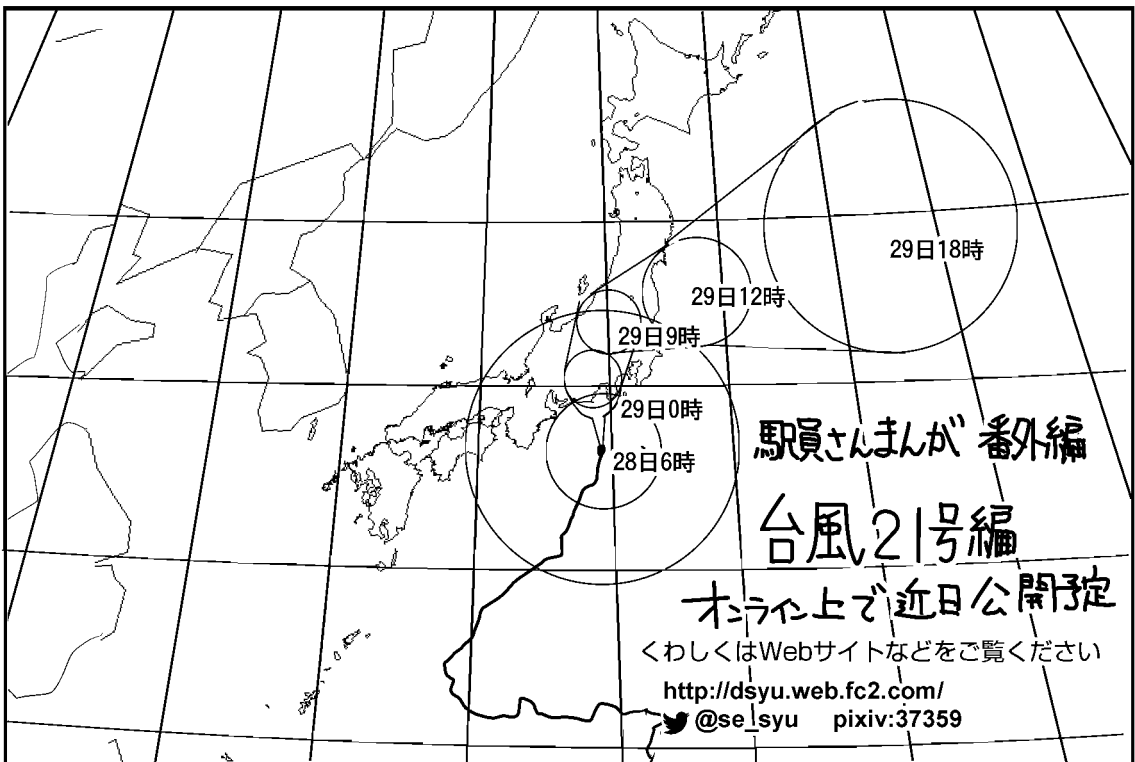 29日18時
29日12時
29日9時
29日0時
28日6時
駅員さんまんが 番外編
台風21号編
オンライン上で近日公開予定
くわしくはWebサイトなどをご覧ください
http://dsyu.web.fc2.com/
@se_syu pixiv:37359